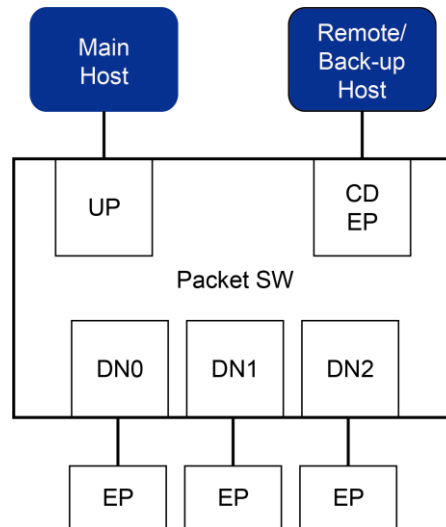 Main
Host
Remote/
Back-up
Host
UP
CD
EP
Packet SW
DN0
DN1
DN2
EP
EP
EP